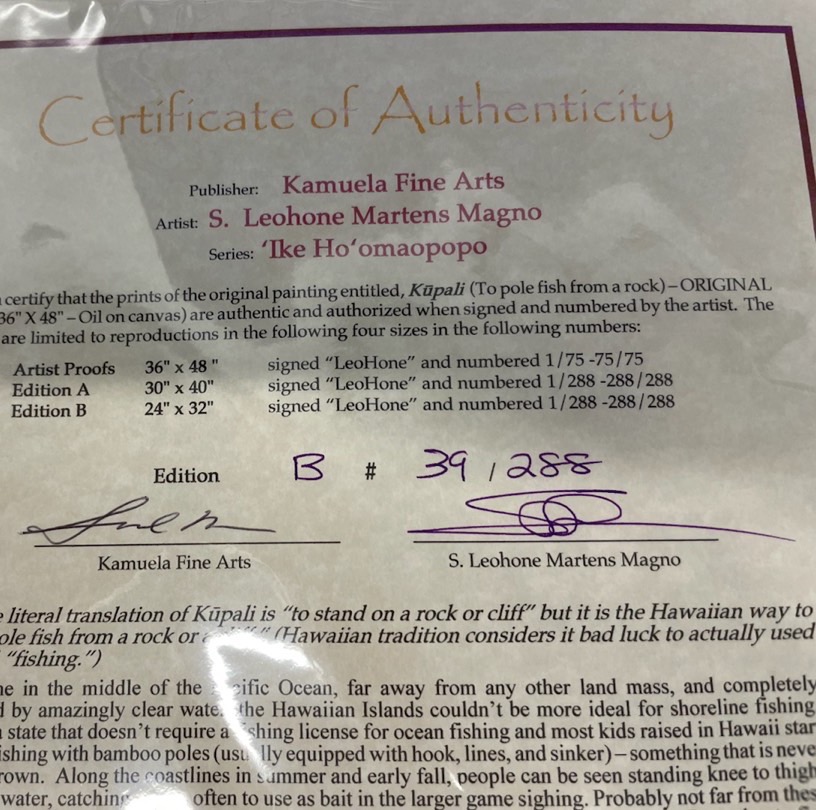 Certificate of Authenticity
Publisher: Kamuela Fine Arts
Artist: S. Leohone Martens Magno
Series: ‘Ike Ho‘omaopopo
certify that the prints of the original painting entitled, Kūpali (To pole fish from a rock)–ORIGINAL
36" X 48"–Oil on canvas) are authentic and authorized when signed and numbered by the artist. The
are limited to reproductions in the following four sizes in the following numbers:
Artist Proofs 36" x 48 " signed “LeoHone” and numbered 1/75 -75/75
Edition A 30" x 40" signed “LeoHone” and numbered 1/288 -288/288
Edition B 24" x 32" signed “LeoHone” and numbered 1/288 -288/288
Edition B # 39 / 288
Kamuela Fine Arts S. Leohone Martens Magno
literal translation of Kūpali is “to stand on a rock or cliff” but it is the Hawaiian way to
ole fish from a rock or (Hawaiian tradition considers it bad luck to actually used
“fishing.”)
in the middle of the Ocean, far away from any other land mass, and completely
by amazingly clear the Hawaiian Islands couldn’t be more ideal for shoreline fishing
state that doesn’t require a license for ocean fishing and most kids raised in Hawaii star
ishing with bamboo poles equipped with hook, lines, and sinker)–something that is neve
rown. Along the coastlines in summer and early fall, people can be seen standing knee to thigh
water, often to use as bait in the larger game sighing. Probably not far from thes